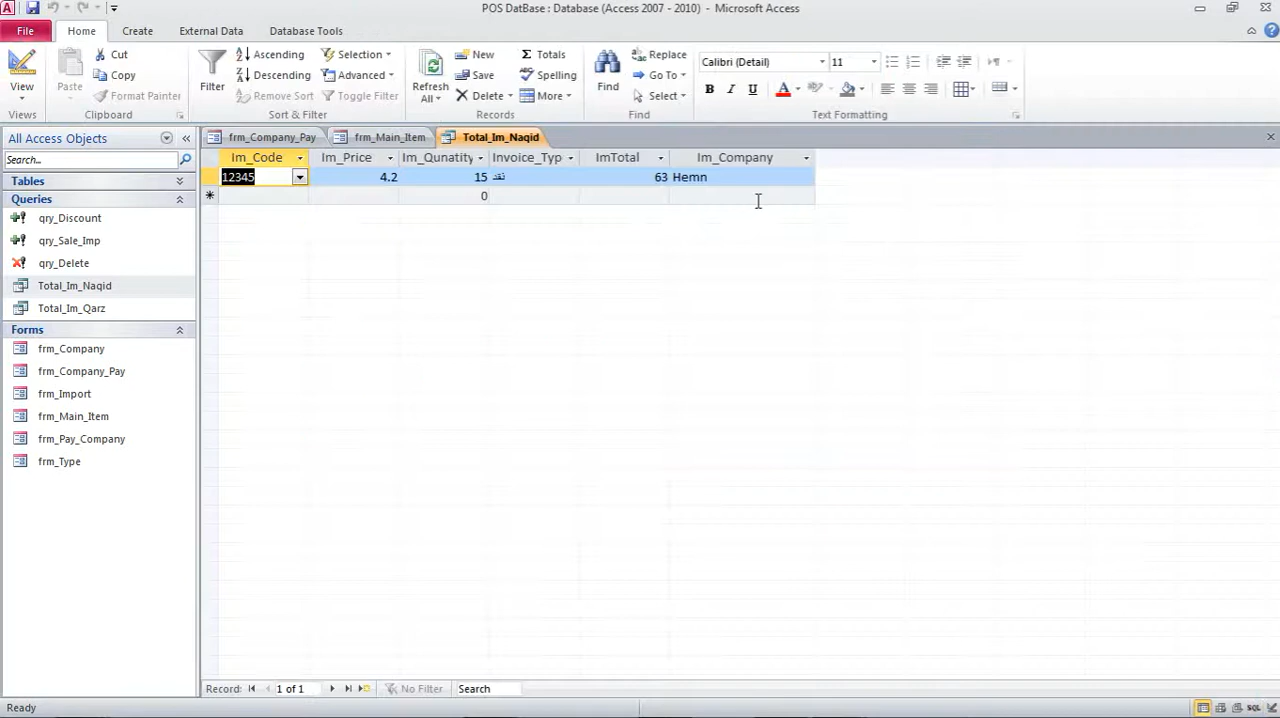 POS DatBase : Database (Access 2007 - 2010) - Microsoft Access
File Home Create External Data Database Tools
View
Views
Paste
Cut
Copy
Format Painter
Clipboard
Filter
Ascending
Descending
Remove Sort
Selection
Advanced
Toggle Filter
Sort & Filter
Refresh
All
New
Save
Delete
Totals
Spelling
More
Records
Find
Replace
Go To
Select
Find
Calibri (Detail) 11
B I U A
Text Formatting
All Access Objects
Search...
Tables
Queries
qry_Discount
qry_Sale_Imp
qry_Delete
Total_Im_Naqid
Total_Im_Qarz
Forms
frm_Company
frm_Company_Pay
frm_Import
frm_Main_Item
frm_Pay_Company
frm_Type
frm_Company_Pay frm_Main_Item Total_Im_Naqid
Im_Code Im_Price Im_Qunatity Invoice_Typ ImTotal Im_Company
12345 4.2 15 63 Hemn
0
Record: 1 of 1 No Filter Search
Ready SQL